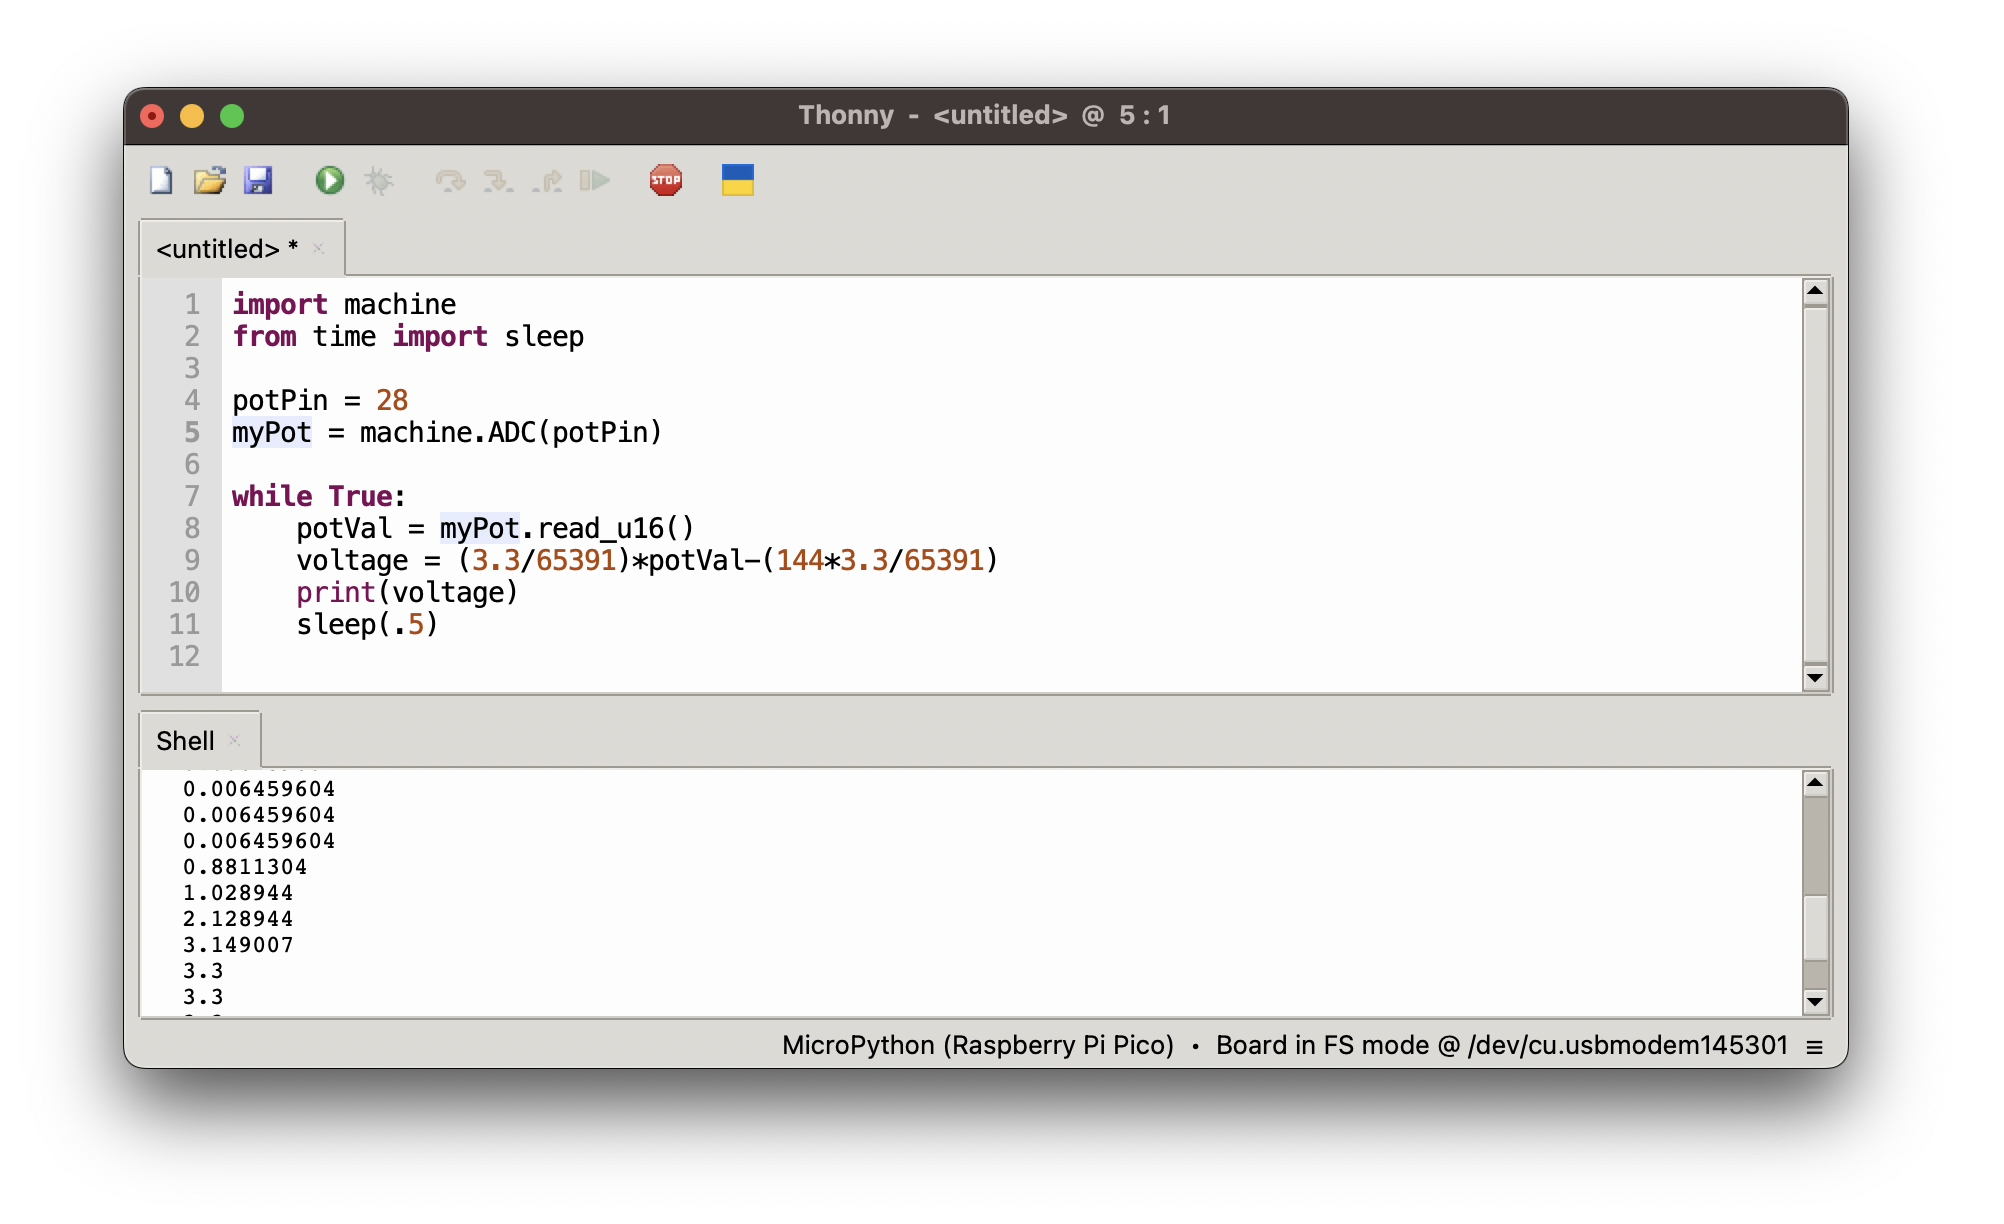 Thonny - <untitled> @ 5 : 1
STOP
<untitled> *
1 import machine
2 from time import sleep
3
4 potPin = 28
5 myPot = machine.ADC(potPin)
6
7 while True:
8     potVal = myPot.read_u16()
9     voltage = (3.3/65391)*potVal-(144*3.3/65391)
10     print(voltage)
11     sleep(.5)
12
Shell
0.006459604
0.006459604
0.006459604
0.8811304
1.028944
2.128944
3.149007
3.3
3.3
MicroPython (Raspberry Pi Pico) • Board in FS mode @ /dev/cu.usbmodem145301 ≡